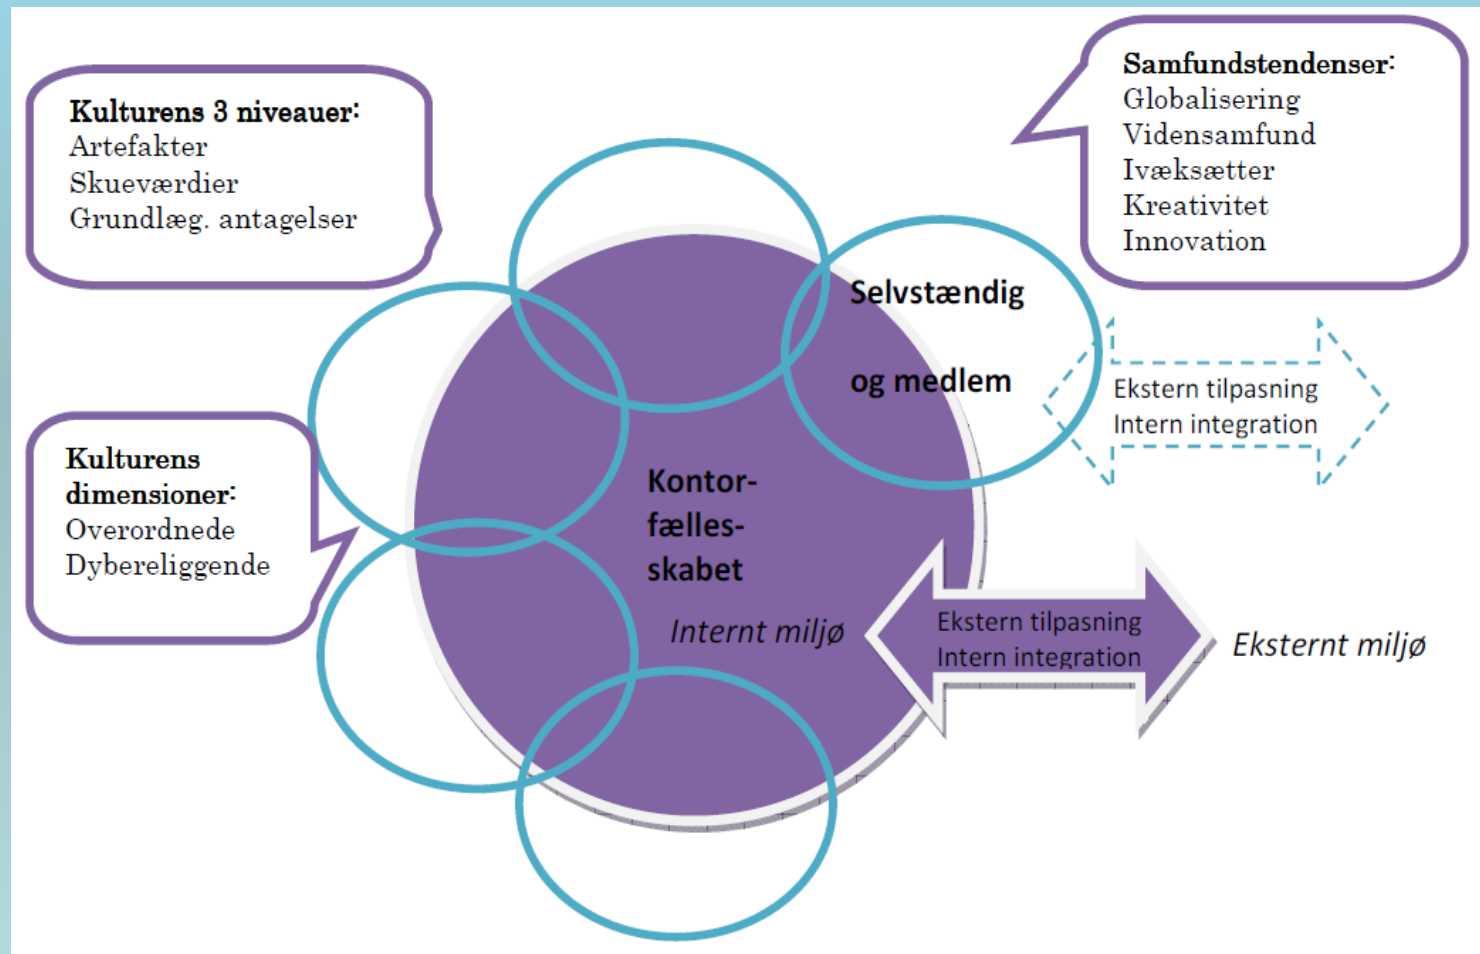 Kulturens 3 niveauer:
Artefakter
Skueværdier
Grundlæg. antagelser
Samfundstendenser:
Globalisering
Vidensamfund
Ivæksætter
Kreativitet
Innovation
Selvstændig
og medlem
Ekstern tilpasning
Intern integration
Kulturens
dimensioner:
Overordnede
Dybereliggende
Kontor-
fælles-
skabet
Internt miljø
Ekstern tilpasning
Intern integration
Eksternt miljø